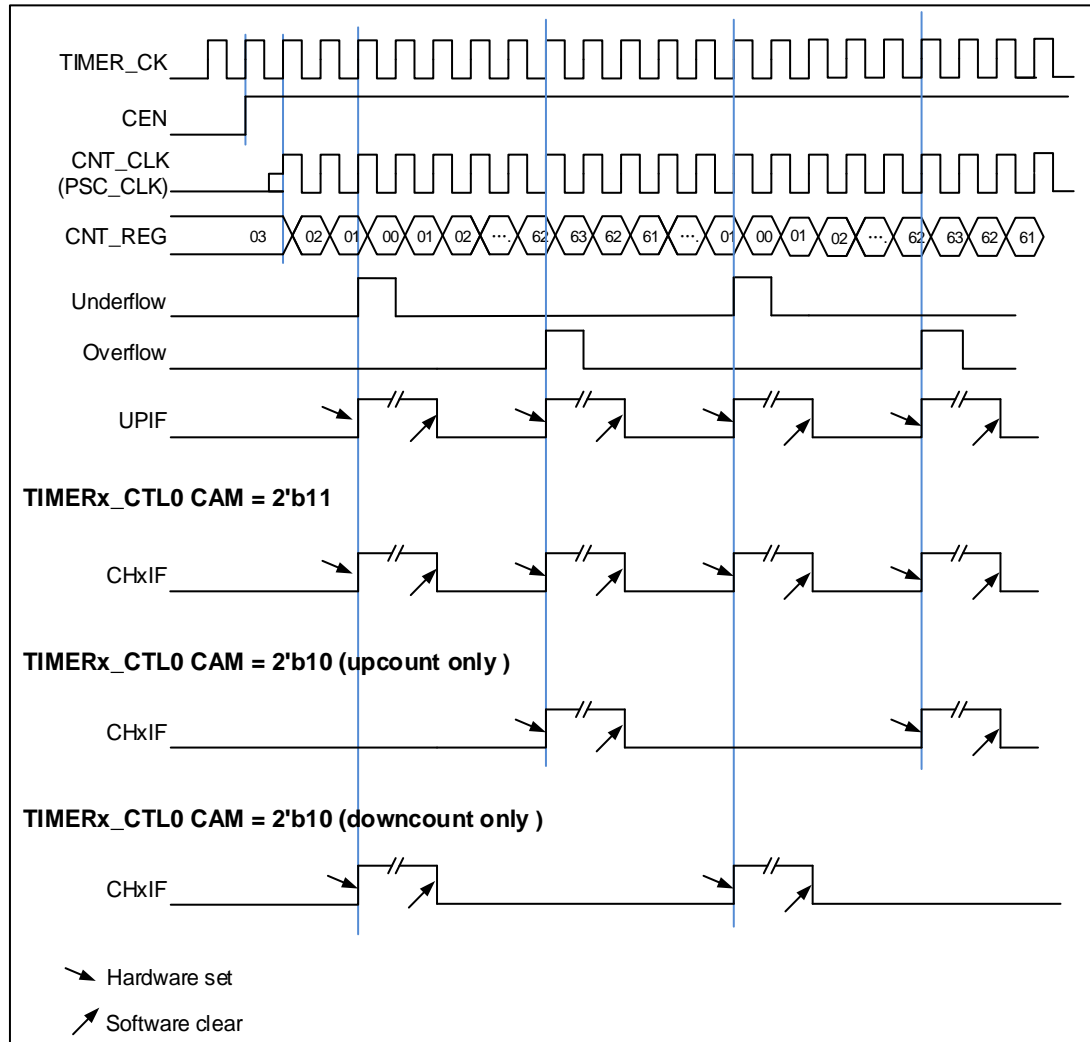 TIMER_CK
CEN
CNT_CLK
(PSC_CLK)
CNT_REG 03 02 01 00 01 02 .... 62 63 62 61 .... 01 00 01 02 .... 62 63 62 61
Underflow
Overflow
UPIF
TIMERx_CTL0 CAM = 2'b11
CHxIF
TIMERx_CTL0 CAM = 2'b10 (upcount only )
CHxIF
TIMERx_CTL0 CAM = 2'b10 (downcount only )
CHxIF
Hardware set
Software clear